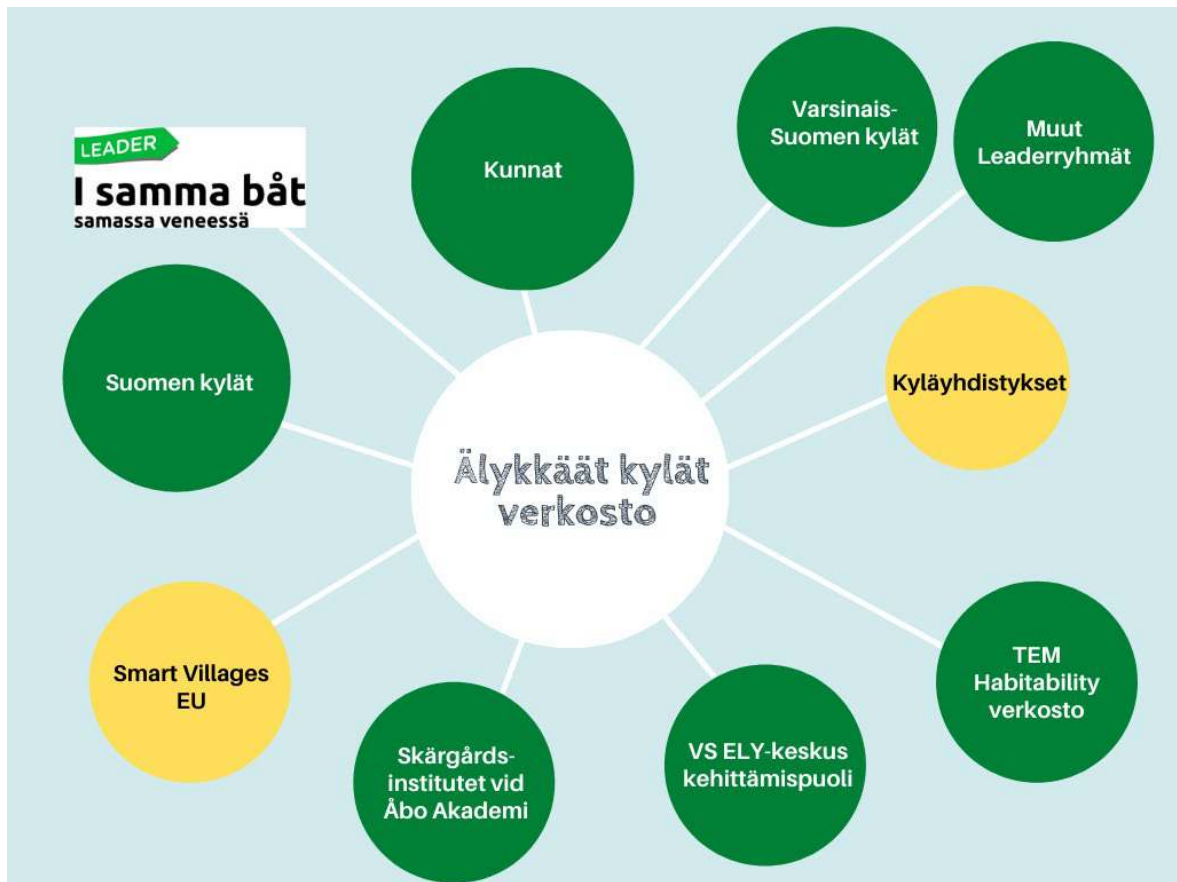 LEADER
I samma båt
samassa veneessä
Kunnat
Varsinais-
Suomen kylät
Muut
Leaderryhmät
Suomen kylät
Kyläyhdistykset
Älykkäät kylät
verkosto
Smart Villages
EU
Skärgårds-
institutet vid
Åbo Akademi
VS ELY-keskus
kehittämispuoli
TEM
Habitability
verkosto